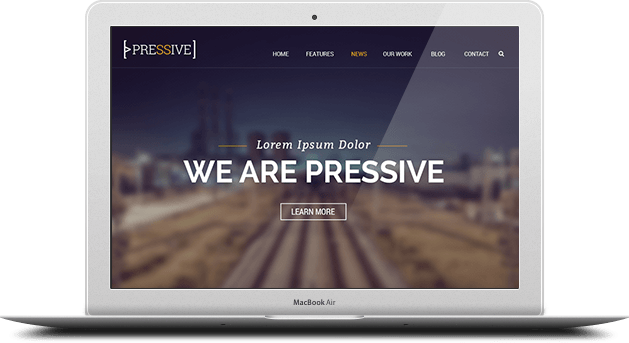 [>PRESSIVE]
HOME FEATURES NEWS OUR WORK BLOG CONTACT
Lorem Ipsum Dolor
WE ARE PRESSIVE
LEARN MORE
MacBook Air